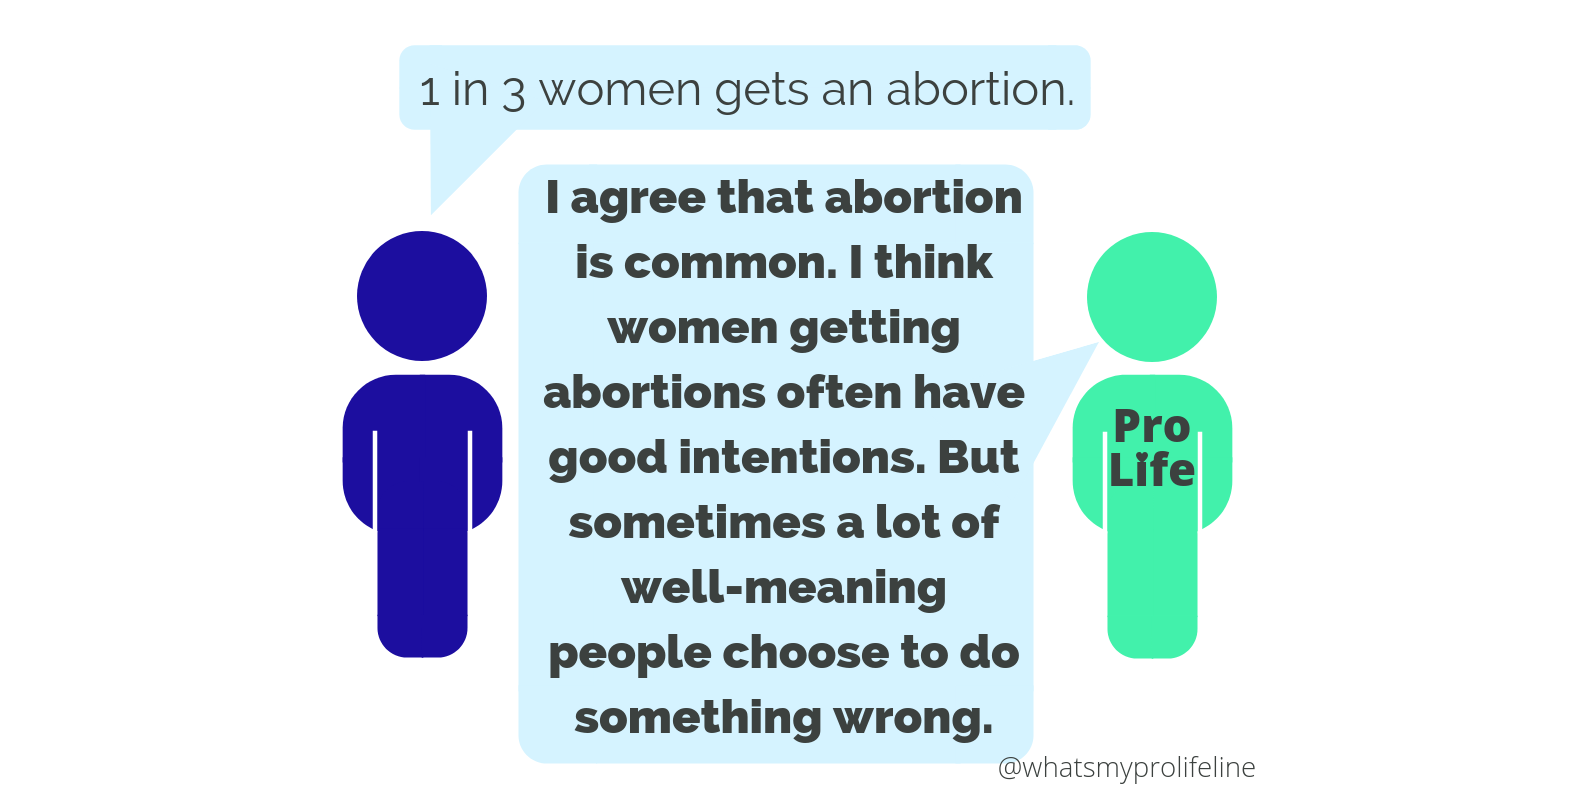 1 in 3 women gets an abortion.
I agree that abortion
is common. I think
women getting
abortions often have
good intentions. But
sometimes a lot of
well-meaning
people choose to do
something wrong.
Pro
Life
@whatsmyprolifeline